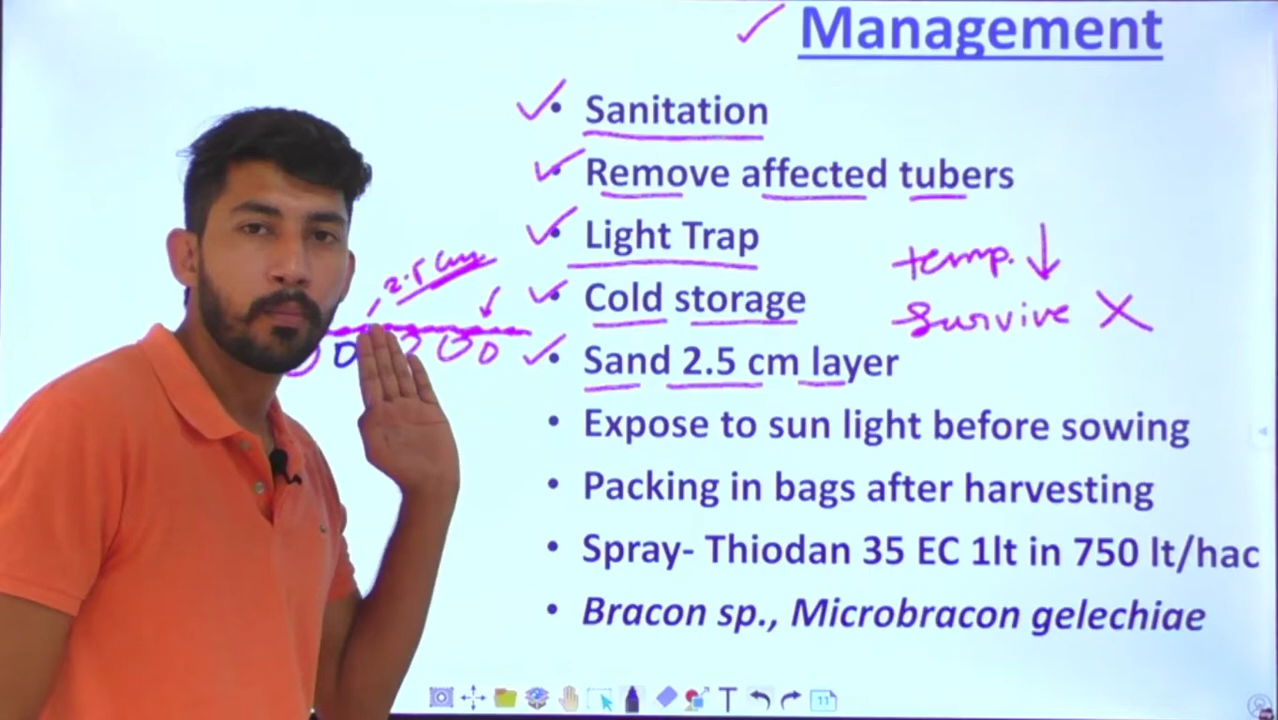 Management
Sanitation
Remove affected tubers
Light Trap
temp. ↓
Cold storage
survive X
2.5 cm
Sand 2.5 cm layer
Expose to sun light before sowing
Packing in bags after harvesting
Spray- Thiodan 35 EC 1lt in 750 lt/hac
Bracon sp., Microbracon gelechiae
T
11